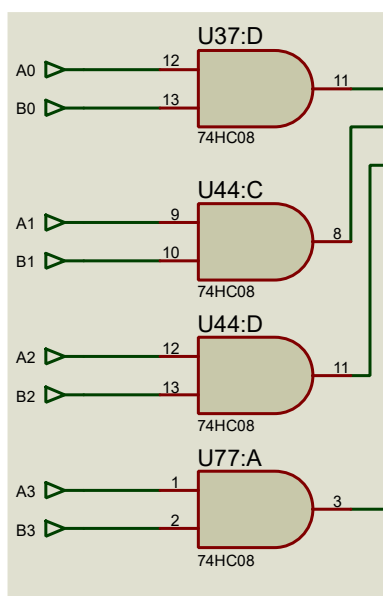 U37:D
A0 12
11
B0 13
74HC08
U44:C
A1 9
8
B1 10
74HC08
U44:D
A2 12
11
B2 13
74HC08
U77:A
A3 1
3
B3 2
74HC08